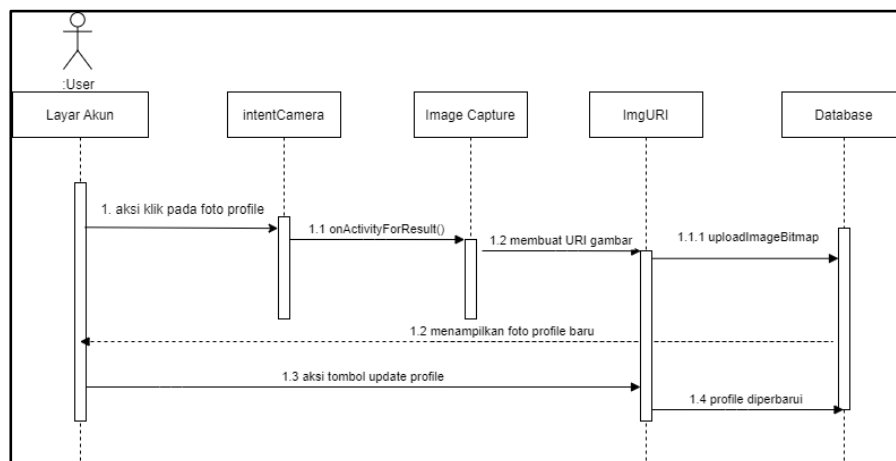 :User
Layar Akun
intentCamera
Image Capture
ImgURI
Database
1. aksi klik pada foto profile
1.1 onActivityForResult()
1.2 membuat URI gambar
1.1.1 uploadImageBitmap
1.2 menampilkan foto profile baru
1.3 aksi tombol update profile
1.4 profile diperbarui